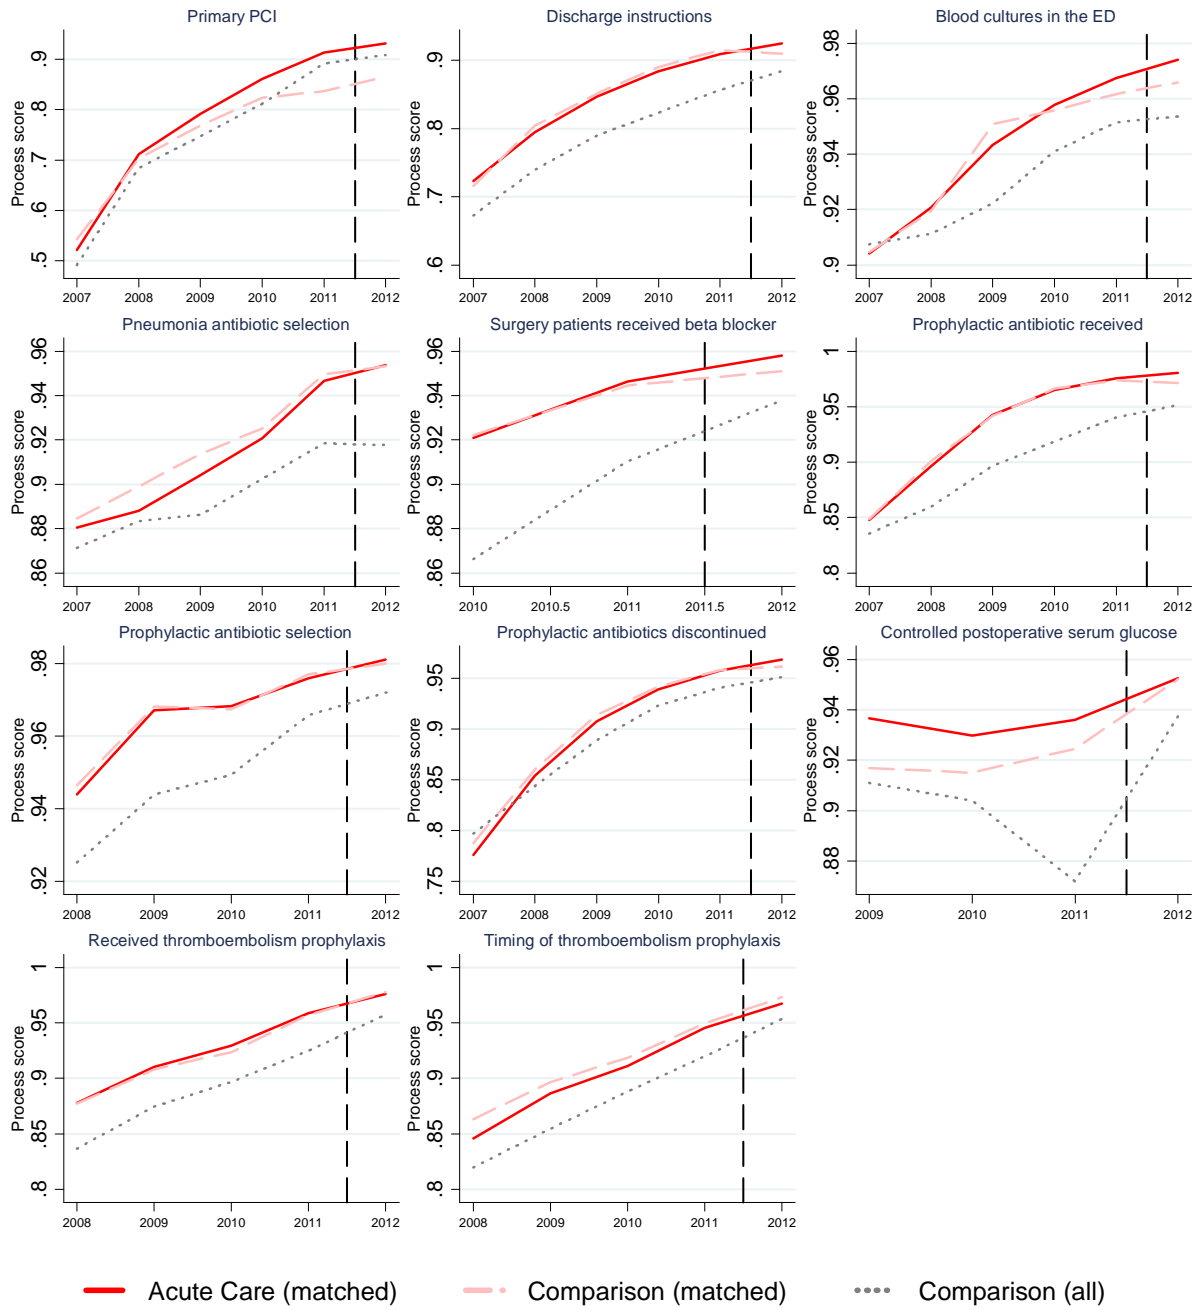 Primary PCI
Process score
.5 .6 .7 .8 .9
2007 2008 2009 2010 2011 2012
Discharge instructions
Process score
.6 .7 .8 .9
2007 2008 2009 2010 2011 2012
Blood cultures in the ED
Process score
.9 .92 .94 .96 .98
2007 2008 2009 2010 2011 2012
Pneumonia antibiotic selection
Process score
.86 .88 .9 .92 .94 .96
2007 2008 2009 2010 2011 2012
Surgery patients received beta blocker
Process score
.86 .88 .9 .92 .94 .96
2010 2010.5 2011 2011.5 2012
Prophylactic antibiotic received
Process score
.8 .85 .9 .95 1
2007 2008 2009 2010 2011 2012
Prophylactic antibiotic selection
Process score
.92 .94 .96 .98
2008 2009 2010 2011 2012
Prophylactic antibiotics discontinued
Process score
.75 .8 .85 .9 .95
2007 2008 2009 2010 2011 2012
Controlled postoperative serum glucose
Process score
.88 .9 .92 .94 .96
2009 2010 2011 2012
Received thromboembolism prophylaxis
Process score
.8 .85 .9 .95 1
2008 2009 2010 2011 2012
Timing of thromboembolism prophylaxis
Process score
.8 .85 .9 .95 1
2008 2009 2010 2011 2012
Acute Care (matched) Comparison (matched) Comparison (all)